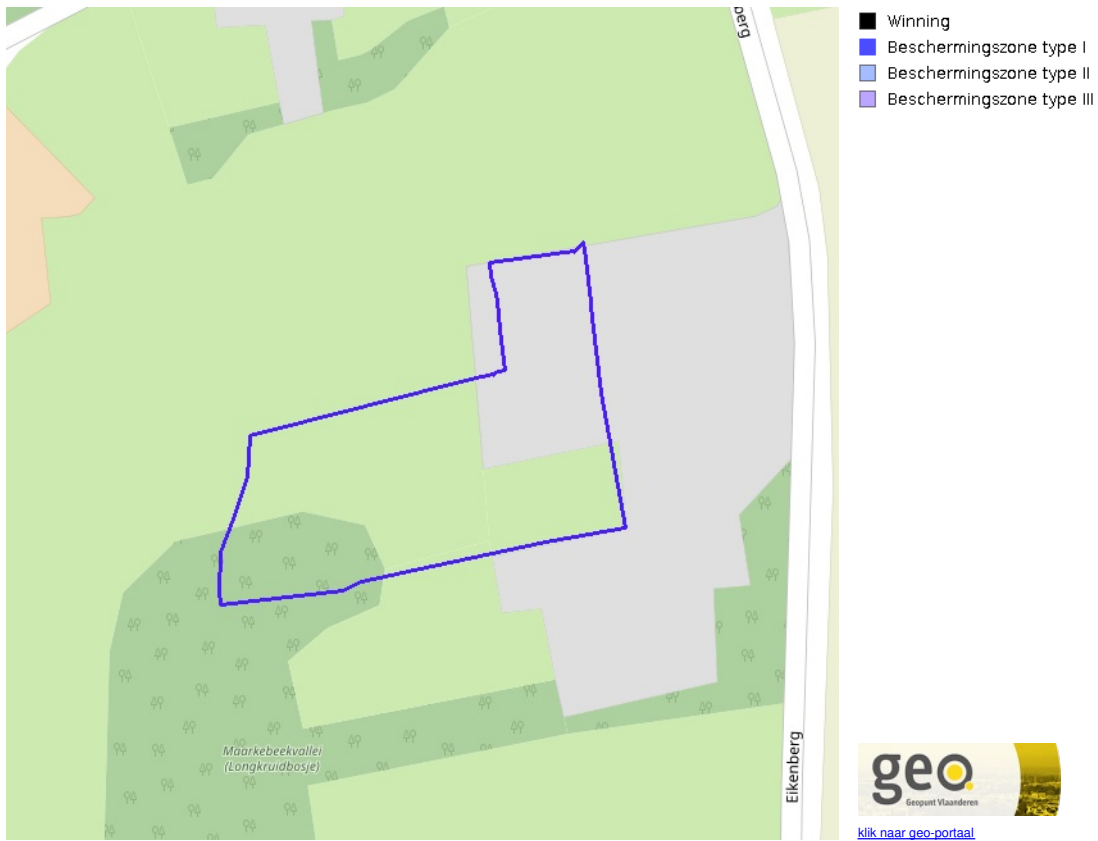 berg
Winning
Beschermingszone type I
Beschermingszone type II
Beschermingszone type III
Maarkebeekvallei
(Longkruidbosje)
Eikenberg
geo.
Geopunt Vlaanderen
klik naar geo-portaal